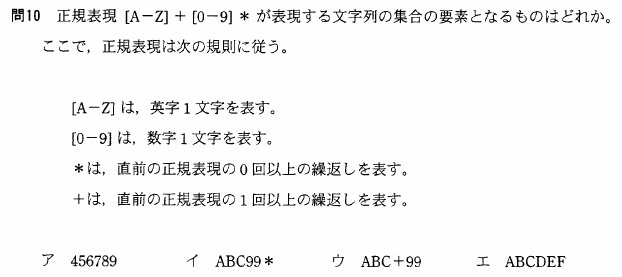 問10 正規表現 [A－Z]＋[0－9]＊ が表現する文字列の集合の要素となるものはどれか。
ここで，正規表現は次の規則に従う。
[A－Z] は，英字1文字を表す。
[0－9] は，数字1文字を表す。
＊は，直前の正規表現の0回以上の繰返しを表す。
＋は，直前の正規表現の1回以上の繰返しを表す。
ア 456789 イ ABC99＊ ウ ABC＋99 エ ABCDEF